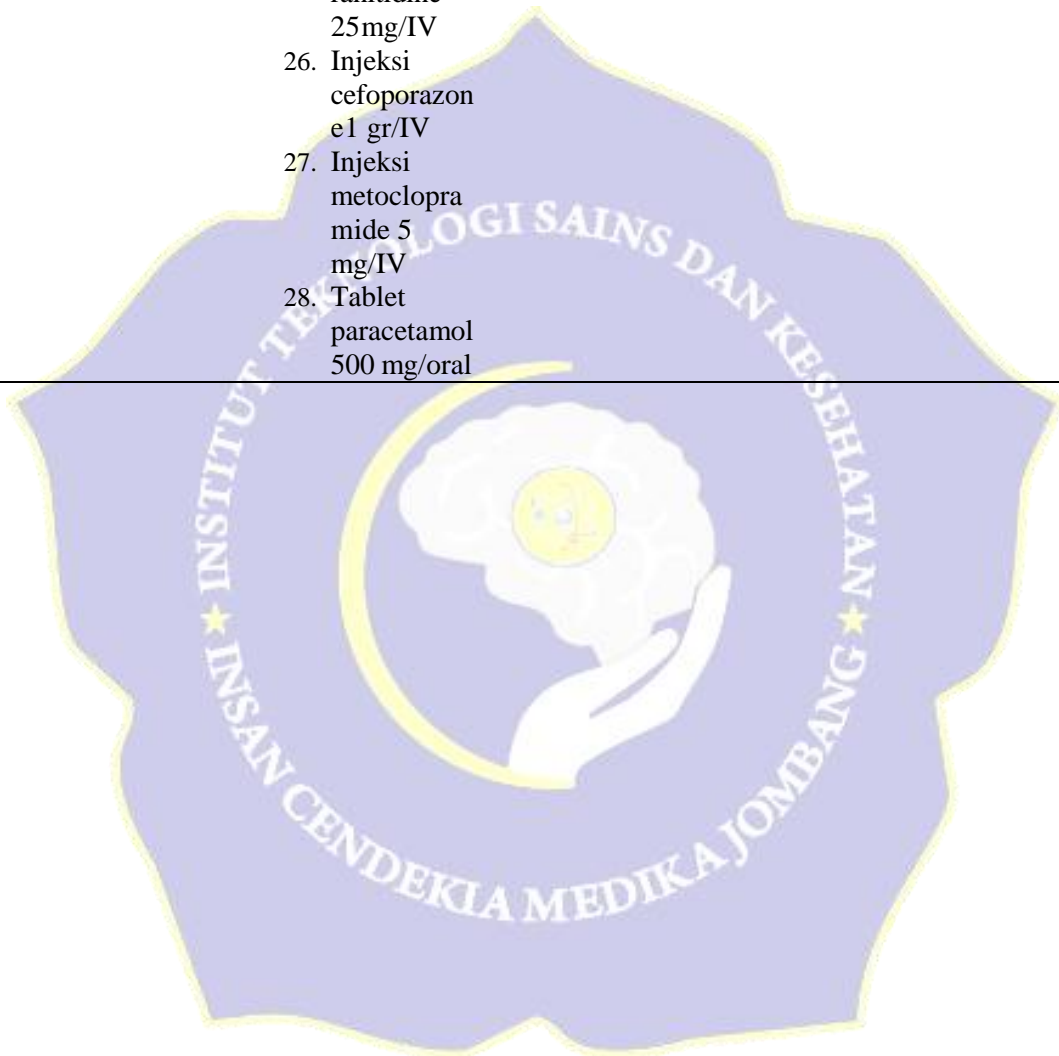 25mg/IV
26. Injeksi
cefoporazon
e1 gr/IV
27. Injeksi
metoclopra
mide 5
mg/IV
28. Tablet
paracetamol
500 mg/oral
INSTITUT TEKNOLOGI SAINS DAN KESEHATAN
INSAN CENDEKIA MEDIKA JOMBANG